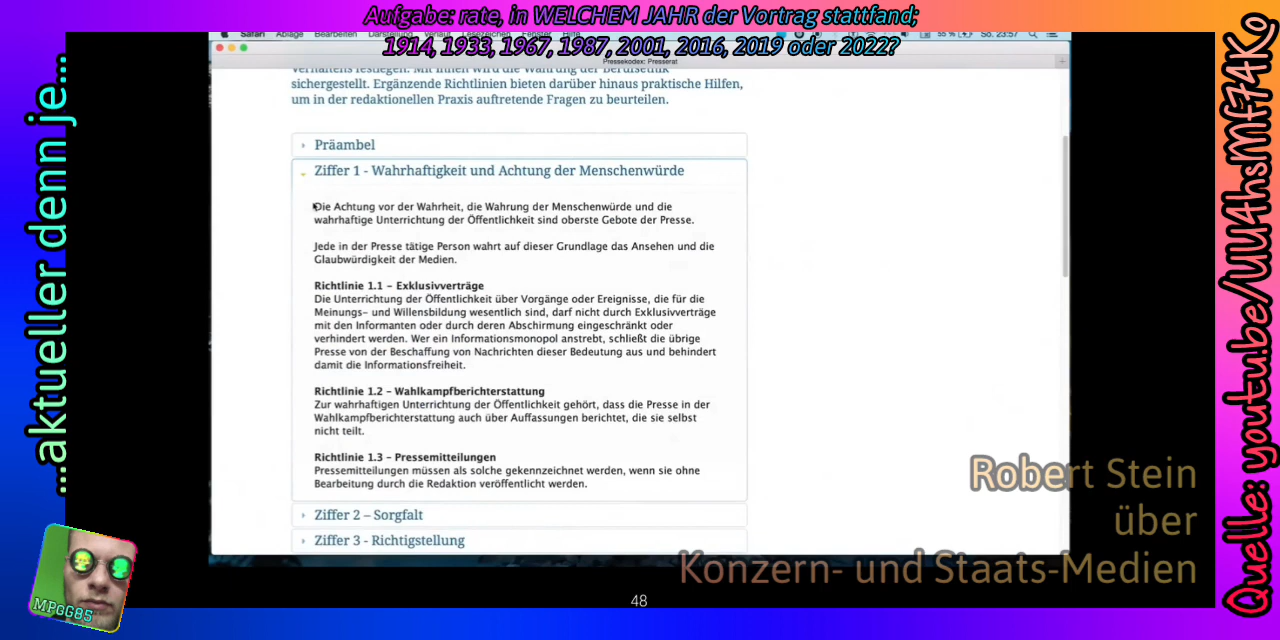 Aufgabe: rate, in WELCHEM JAHR der Vortrag stattfand;
1914, 1933, 1967, 1987, 2001, 2016, 2019 oder 2022?
Safari Ablage Bearbeiten Fenster Hilfe So. 23:57
Pressekodex: Presserat
sichergestellt. Ergänzende Richtlinien bieten darüber hinaus praktische Hilfen,
um in der redaktionellen Praxis auftretende Fragen zu beurteilen.
Präambel
Ziffer 1 - Wahrhaftigkeit und Achtung der Menschenwürde
Die Achtung vor der Wahrheit, die Wahrung der Menschenwürde und die
wahrhaftige Unterrichtung der Öffentlichkeit sind oberste Gebote der Presse.
Jede in der Presse tätige Person wahrt auf dieser Grundlage das Ansehen und die
Glaubwürdigkeit der Medien.
Richtlinie 1.1 – Exklusivverträge
Die Unterrichtung der Öffentlichkeit über Vorgänge oder Ereignisse, die für die
Meinungs- und Willensbildung wesentlich sind, darf nicht durch Exklusivverträge
mit den Informanten oder durch deren Abschirmung eingeschränkt oder
verhindert werden. Wer ein Informationsmonopol anstrebt, schließt die übrige
Presse von der Beschaffung von Nachrichten dieser Bedeutung aus und behindert
damit die Informationsfreiheit.
Richtlinie 1.2 – Wahlkampfberichterstattung
Zur wahrhaftigen Unterrichtung der Öffentlichkeit gehört, dass die Presse in der
Wahlkampfberichterstattung auch über Auffassungen berichtet, die sie selbst
nicht teilt.
Richtlinie 1.3 – Pressemitteilungen
Pressemitteilungen müssen als solche gekennzeichnet werden, wenn sie ohne
Bearbeitung durch die Redaktion veröffentlicht werden.
Ziffer 2 – Sorgfalt
Ziffer 3 - Richtigstellung
...aktueller denn je...
Robert Stein
über
Konzern- und Staats-Medien
48
MPGG85
Quelle: youtube/UU4hsMf74Ko